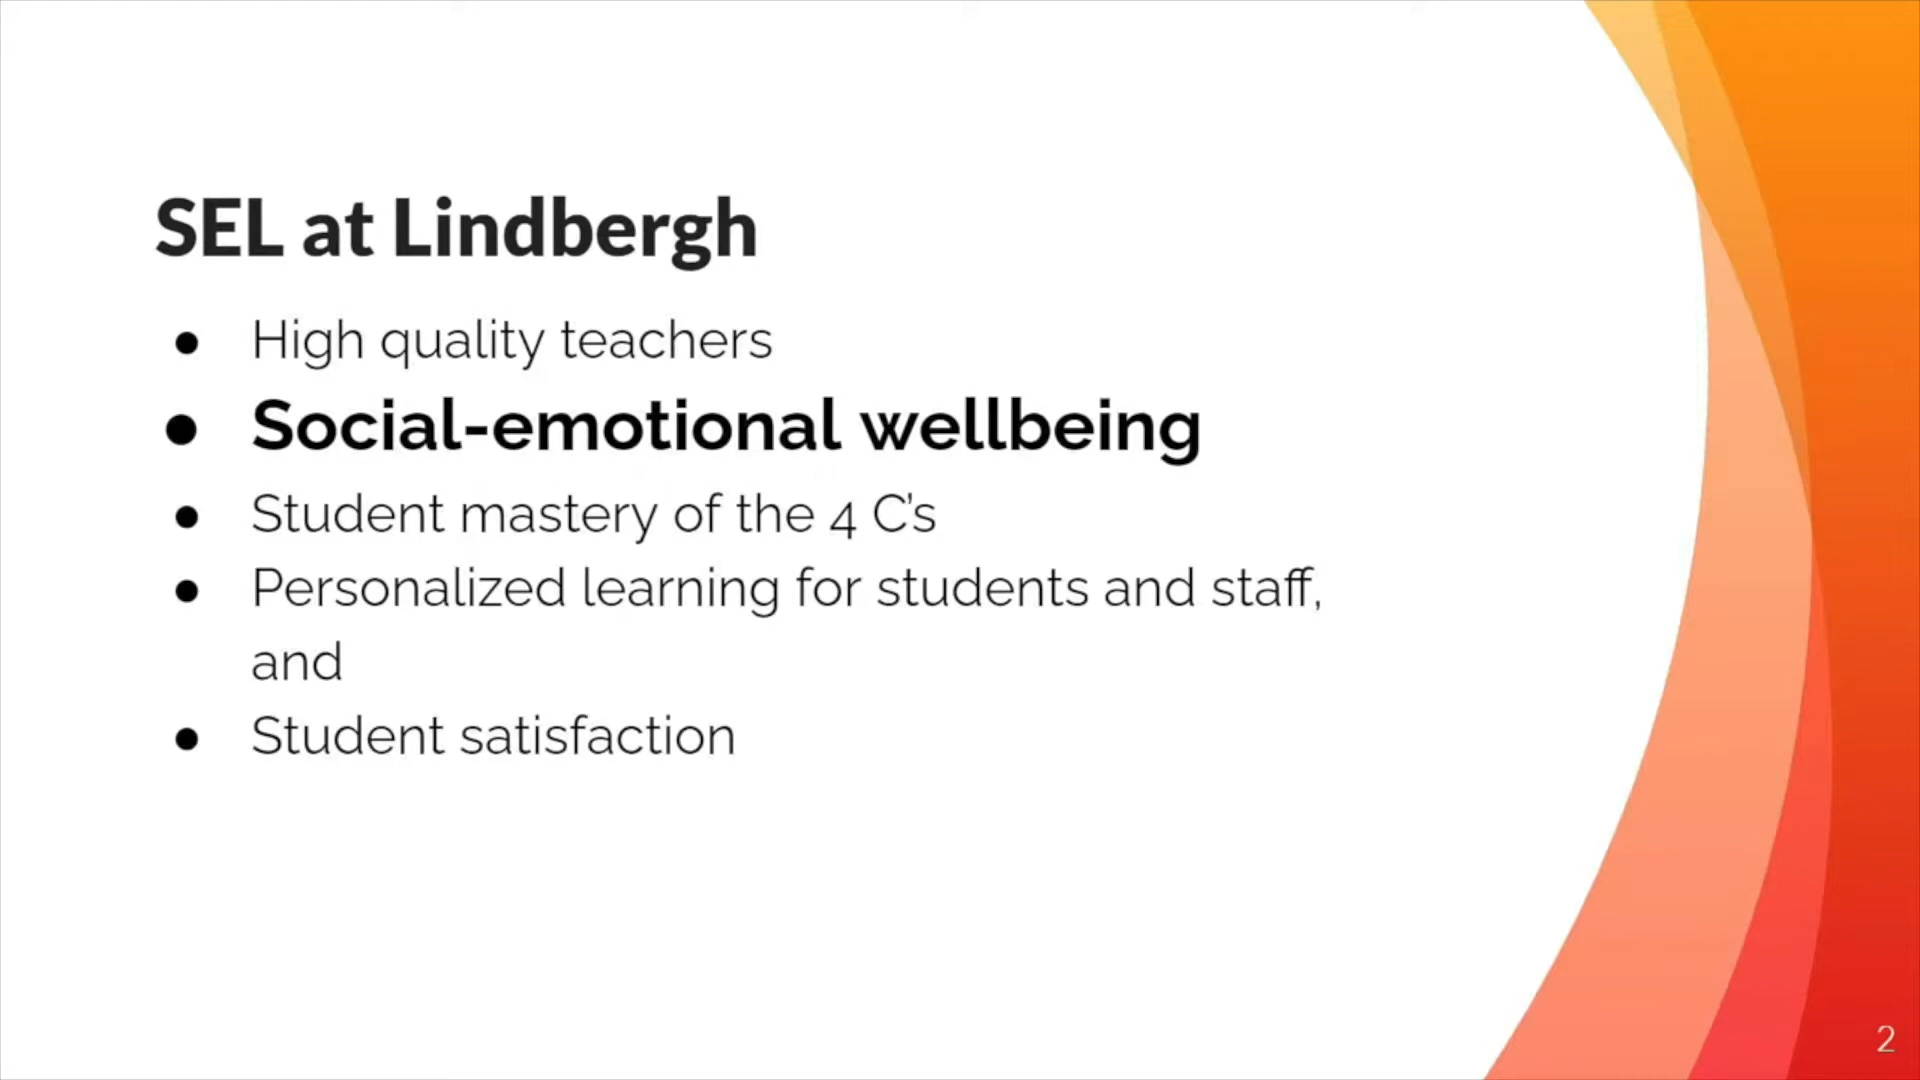 SEL at Lindbergh
● High quality teachers
● Social-emotional wellbeing
● Student mastery of the 4 C's
● Personalized learning for students and staff,
and
● Student satisfaction
2